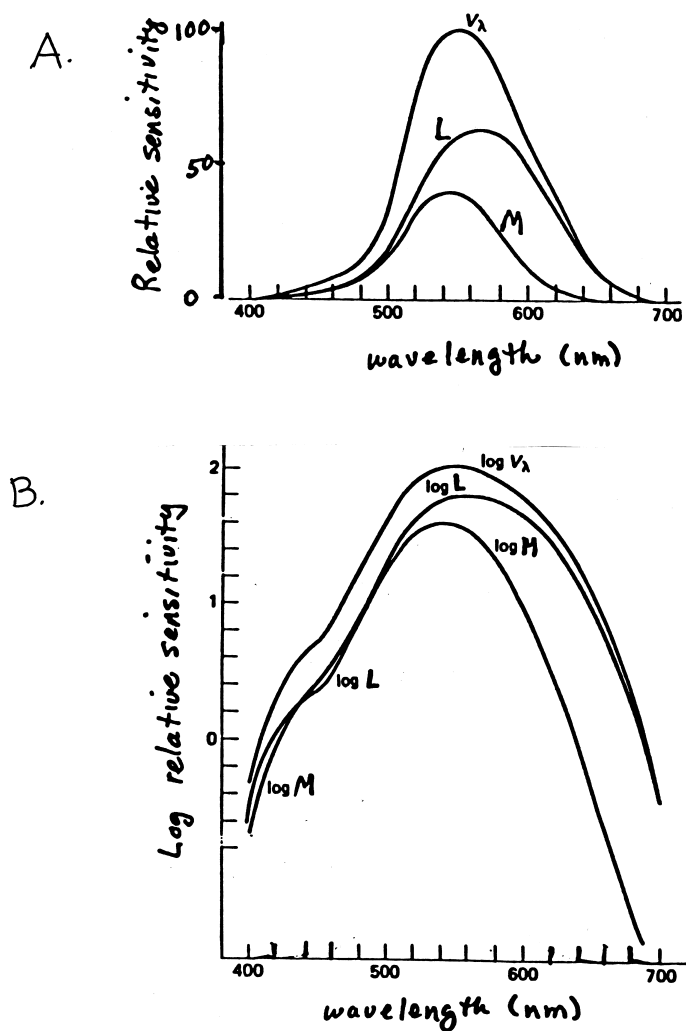 A.
Relative sensitivity
100
50
0
Vλ
L
M
400
500
600
700
wavelength (nm)
B.
Log relative sensitivity
2
1
0
log Vλ
log L
log M
log L
log M
400
500
600
700
wavelength (nm)